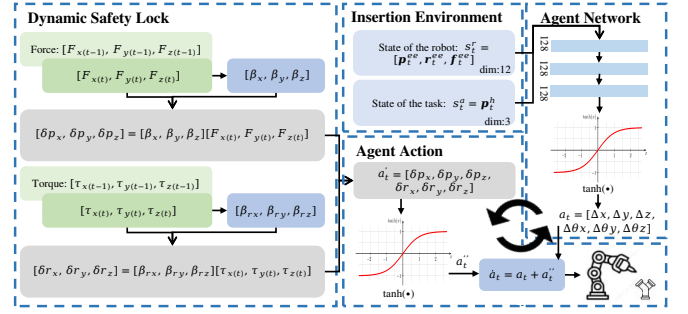 Dynamic Safety Lock
Force: [F_{x(t−1)}, F_{y(t−1)}, F_{z(t−1)}]
[F_{x(t)}, F_{y(t)}, F_{z(t)}]
[β_x, β_y, β_z]
[δp_x, δp_y, δp_z] = [β_x, β_y, β_z][F_{x(t)}, F_{y(t)}, F_{z(t)}]
Torque: [τ_{x(t−1)}, τ_{y(t−1)}, τ_{z(t−1)}]
[τ_{x(t)}, τ_{y(t)}, τ_{z(t)}]
[β_{rx}, β_{ry}, β_{rz}]
[δr_x, δr_y, δr_z] = [β_{rx}, β_{ry}, β_{rz}][τ_{x(t)}, τ_{y(t)}, τ_{z(t)}]
Insertion Environment
State of the robot: s_t^r =
[p_t^{ee}, r_t^{ee}, f_t^{ee}]
dim:12
State of the task: s_t^a = p_t^h
dim:3
Agent Action
a_t^' = [δp_x, δp_y, δp_z,
δr_x, δr_y, δr_z]
tanh(•)
a_t^{''}
ȧ_t = a_t + a_t^{''}
Agent Network
128
128
128
tanh(•)
a_t = [Δx, Δy, Δz,
Δθx, Δθy, Δθz]